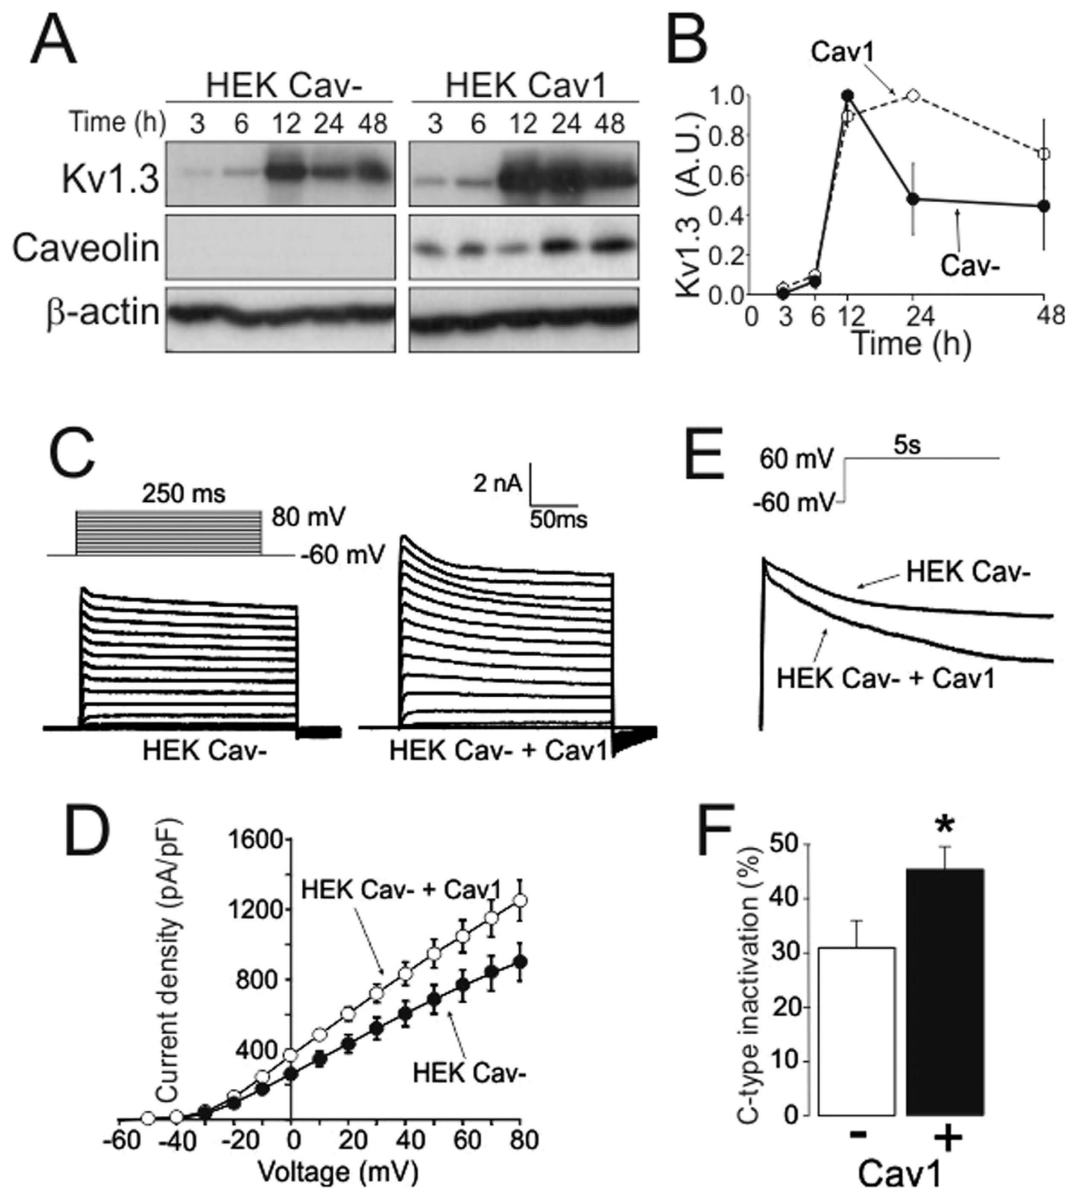 A
HEK Cav-
HEK Cav1
Time (h) 3 6 12 24 48 3 6 12 24 48
Kv1.3
Caveolin
β-actin
B
Cav1
Kv1.3 (A.U.)
1.0
0.8
0.6
0.4
0.2
0.0
Cav-
0 3 6 12 24 48
Time (h)
C
250 ms
80 mV
-60 mV
2 nA
50ms
HEK Cav-
HEK Cav- + Cav1
E
5s
60 mV
-60 mV
HEK Cav-
HEK Cav- + Cav1
D
Current density (pA/pF)
1600
1200
800
400
HEK Cav- + Cav1
HEK Cav-
-60 -40 -20 0 20 40 60 80
Voltage (mV)
F
C-type inactivation (%)
50
40
30
20
10
0
*
- +
Cav1